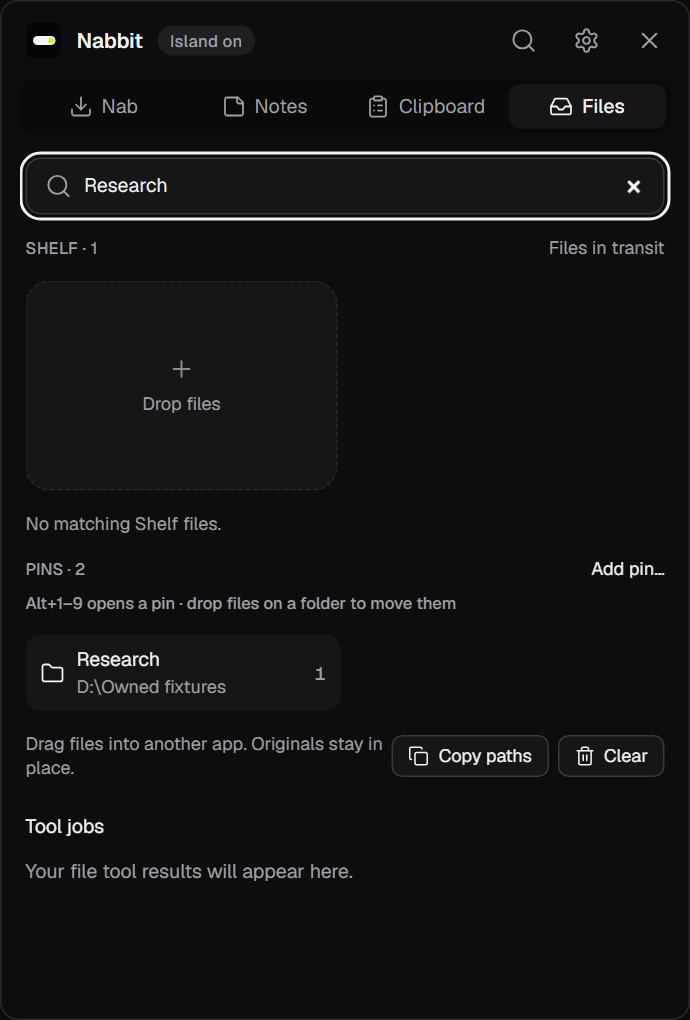 Nabbit
Island on
Nab
Notes
Clipboard
Files
Research
SHELF · 1
Files in transit
Drop files
No matching Shelf files.
PINS · 2
Add pin...
Alt+1–9 opens a pin · drop files on a folder to move them
Research
D:\Owned fixtures
1
Drag files into another app. Originals stay in
place.
Copy paths
Clear
Tool jobs
Your file tool results will appear here.